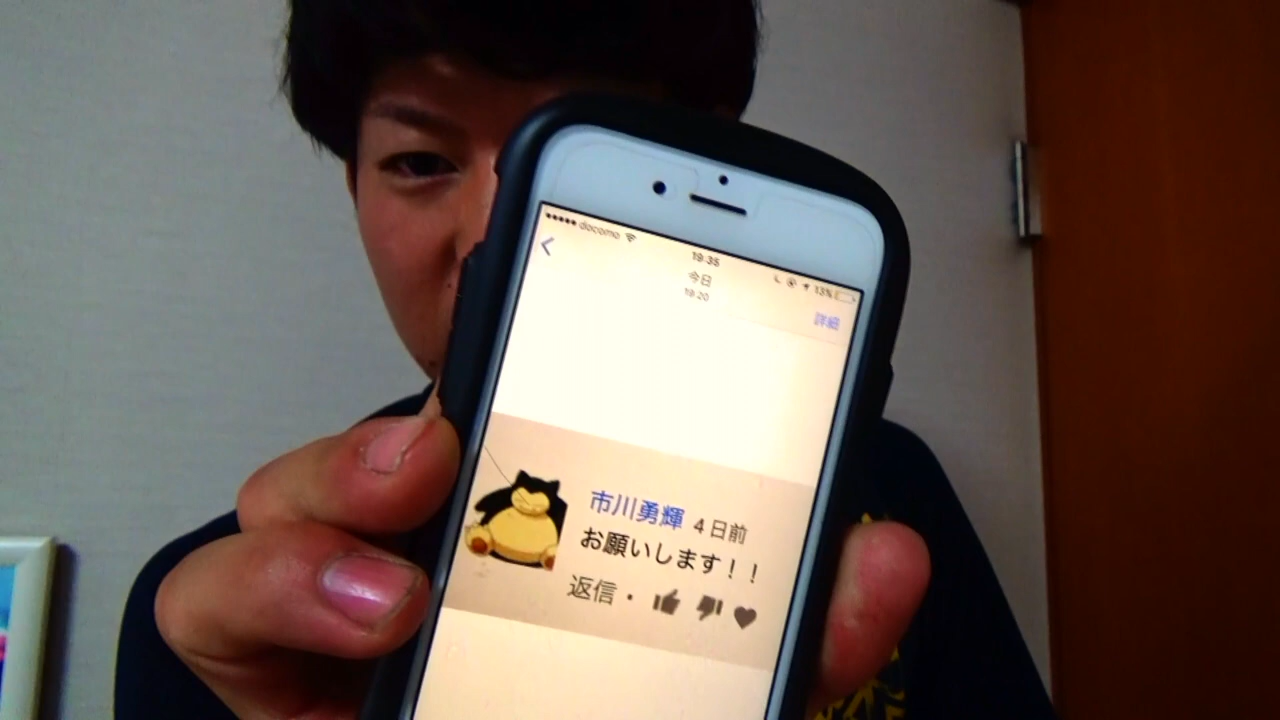 docomo
19:35
13%
今日
19:20
詳細
市川勇輝 4日前
お願いします！！
返信・